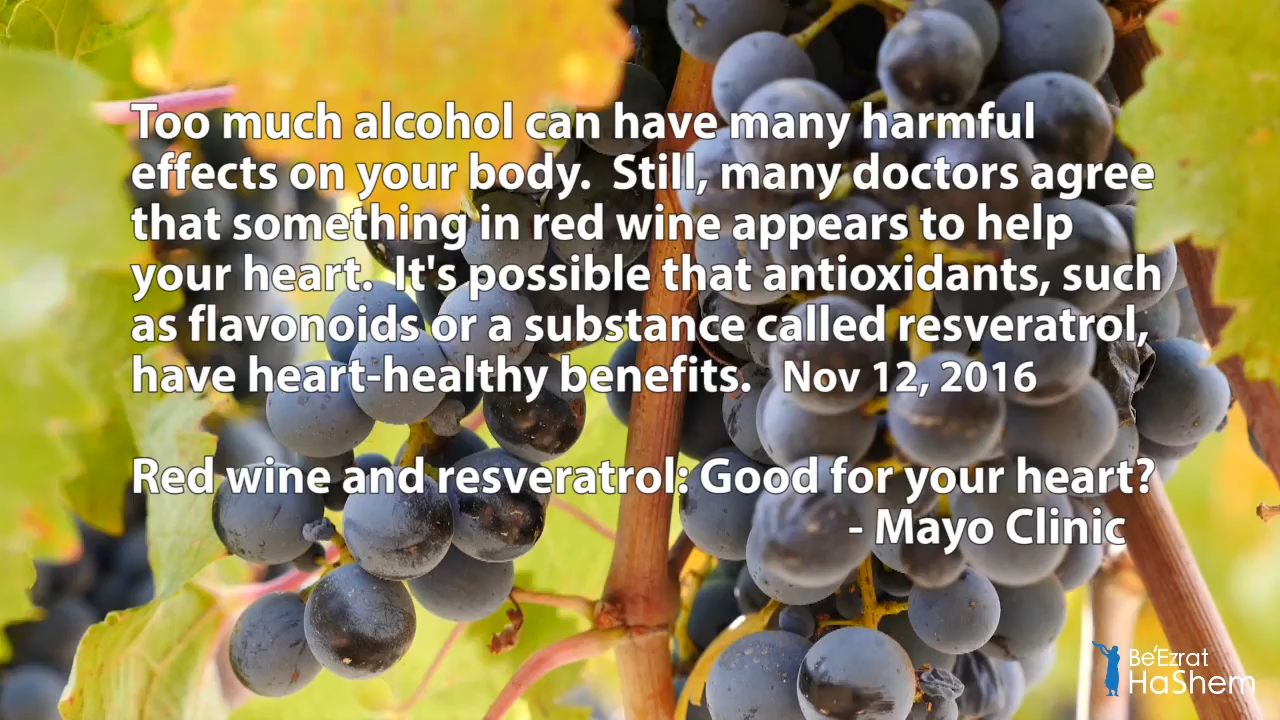 Too much alcohol can have many harmful
effects on your body.  Still, many doctors agree
that something in red wine appears to help
your heart.  It's possible that antioxidants, such
as flavonoids or a substance called resveratrol,
have heart-healthy benefits.   Nov 12, 2016
Red wine and resveratrol: Good for your heart?
- Mayo Clinic
Be'Ezrat
HaShem